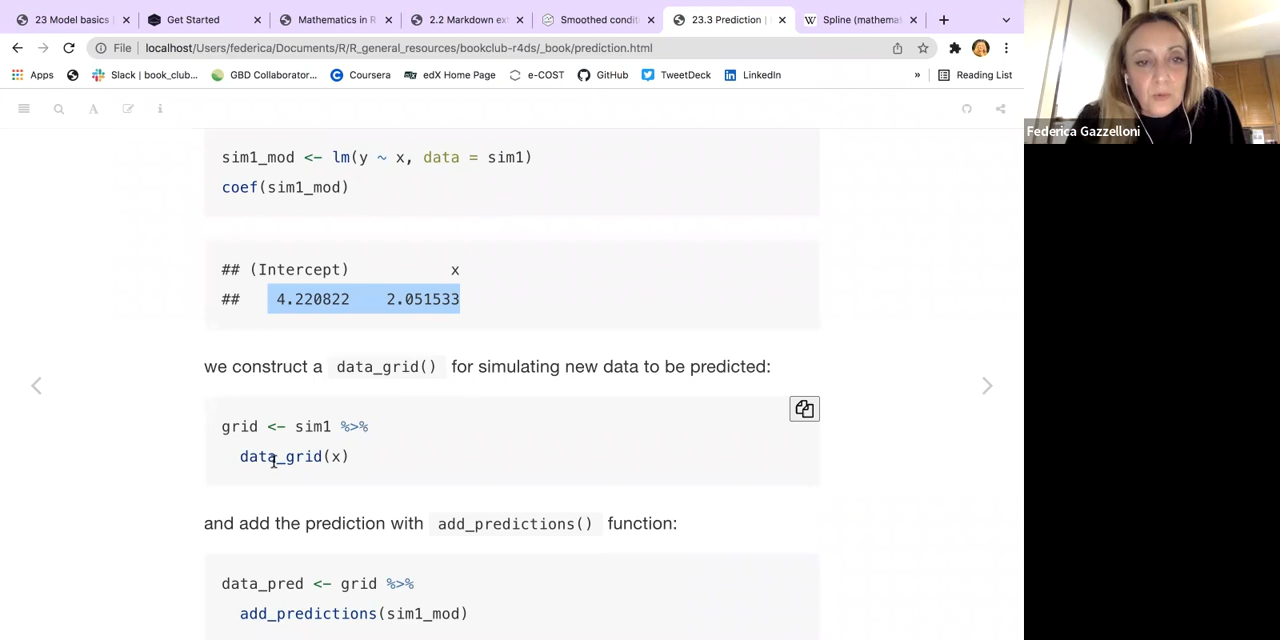 23 Model basics |
Get Started
Mathematics in R
2.2 Markdown ex
Smoothed condit
23.3 Prediction |
Spline (mathema
File
localhost/Users/federica/Documents/R/R_general_resources/bookclub-r4ds/_book/prediction.html
Apps
Slack | book_club...
GBD Collaborator...
Coursera
edX Home Page
e-COST
GitHub
TweetDeck
LinkedIn
»
Reading List
Federica Gazzelloni
sim1_mod <- lm(y ~ x, data = sim1)
coef(sim1_mod)
## (Intercept)           x
##    4.220822    2.051533
we construct a data_grid() for simulating new data to be predicted:
grid <- sim1 %>%
data_grid(x)
and add the prediction with add_predictions() function:
data_pred <- grid %>%
add_predictions(sim1_mod)